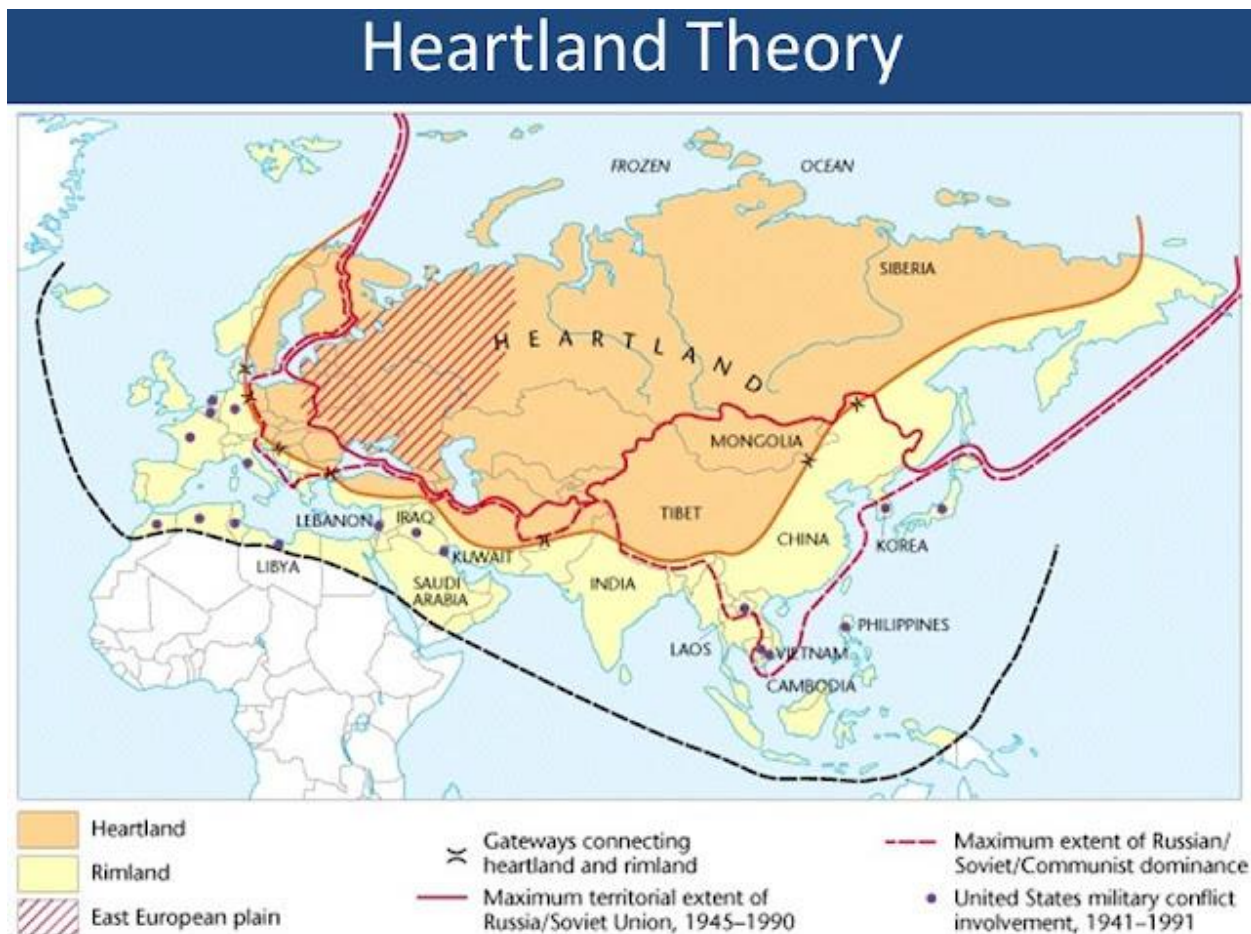 Heartland Theory
FROZEN OCEAN
SIBERIA
HEARTLAND
MONGOLIA
TIBET
LEBANON
IRAQ
KUWAIT
CHINA
KOREA
LIBYA
SAUDI
ARABIA
INDIA
PHILIPPINES
LAOS
VIETNAM
CAMBODIA
Heartland
Rimland
East European plain
Gateways connecting
heartland and rimland
Maximum territorial extent of
Russia/Soviet Union, 1945–1990
Maximum extent of Russian/
Soviet/Communist dominance
United States military conflict
involvement, 1941–1991